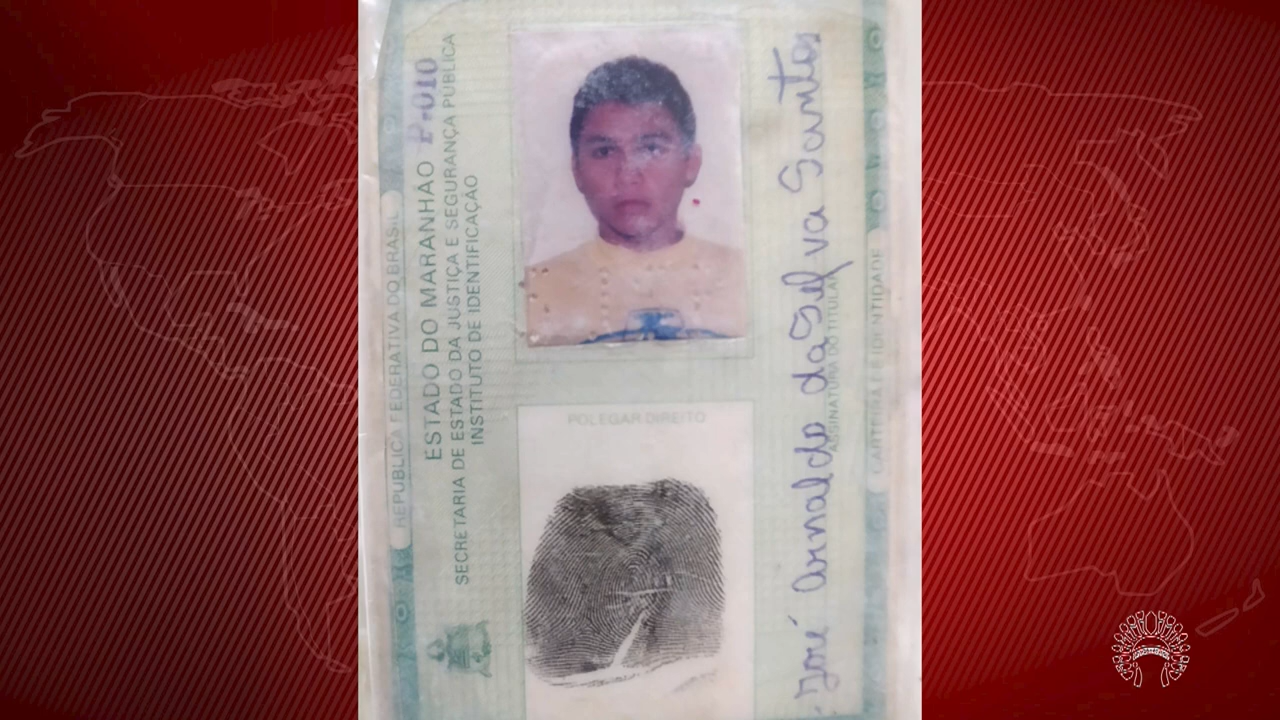 REPÚBLICA FEDERATIVA DO BRASIL
ESTADO DO MARANHÃO P-010
SECRETARIA DE ESTADO DA JUSTIÇA E SEGURANÇA PÚBLICA
INSTITUTO DE IDENTIFICAÇÃO
POLEGAR DIREITO
José Arnaldo da Silva Santos
ASSINATURA DO TITULAR
CARTEIRA DE IDENTIDADE